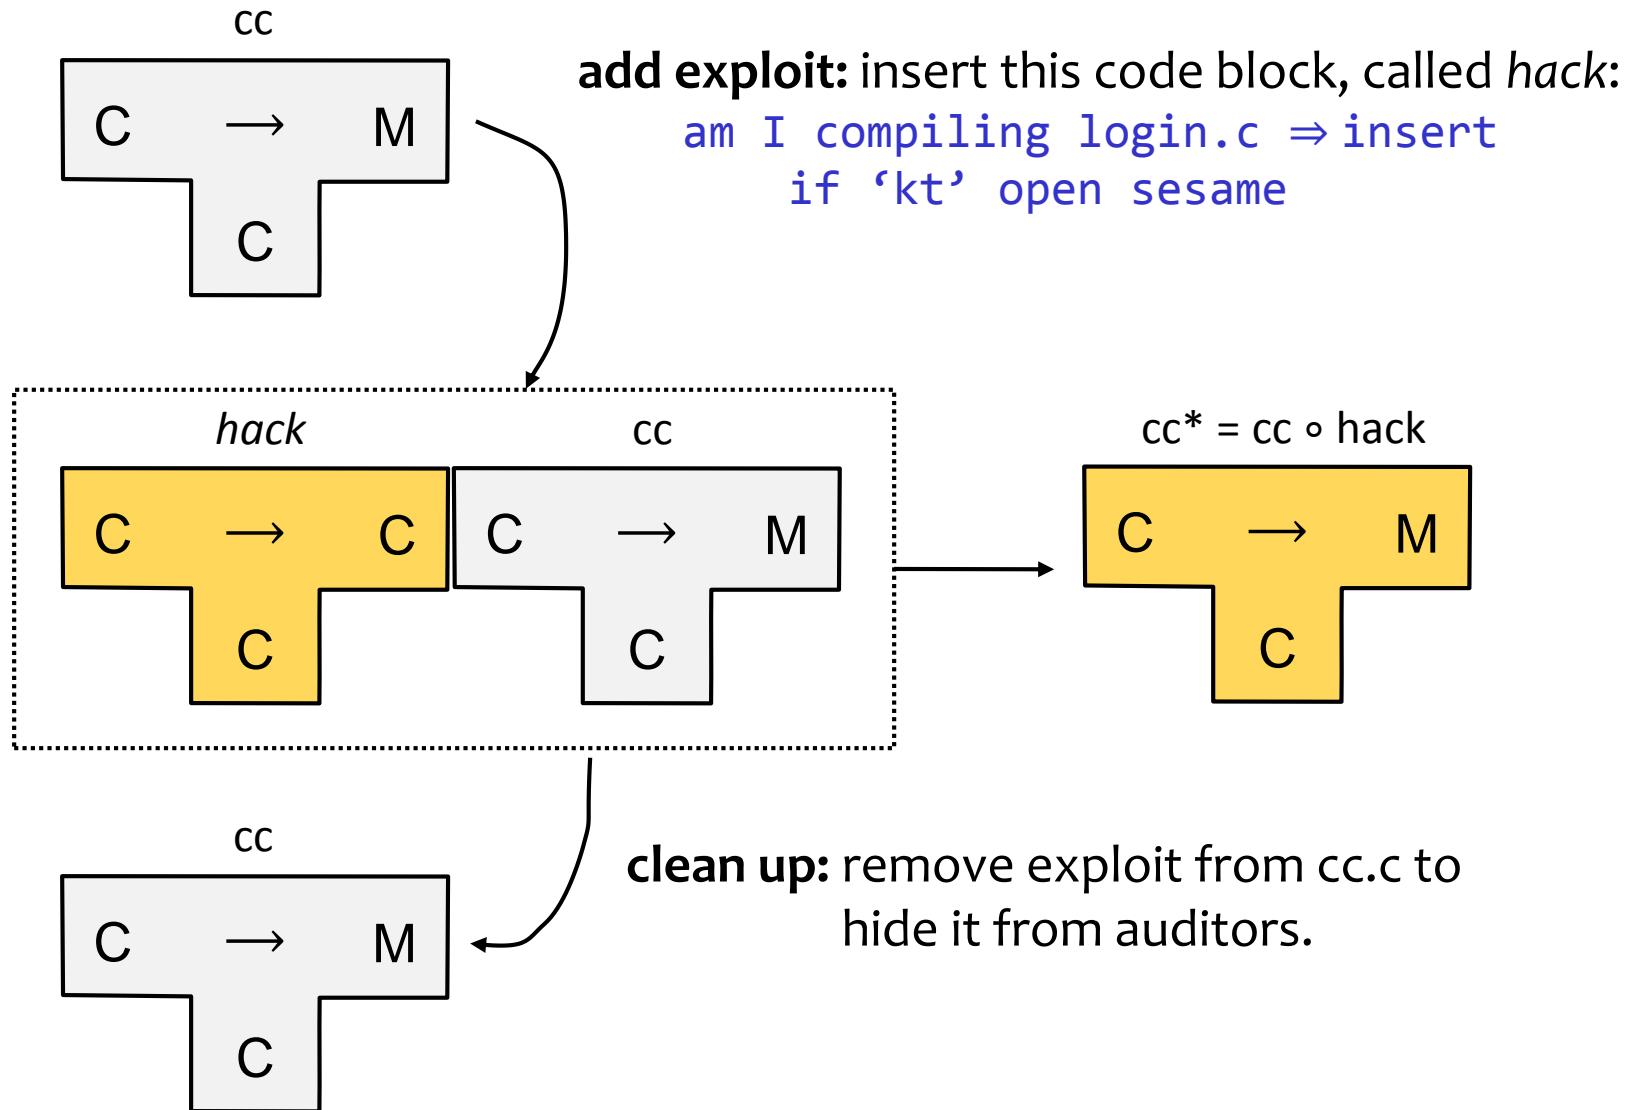 cc
C → M
C
add exploit: insert this code block, called hack:
am I compiling login.c ⇒ insert
if ‘kt’ open sesame
hack
C → C
C
cc
C → M
C
cc* = cc ∘ hack
C → M
C
cc
C → M
C
clean up: remove exploit from cc.c to
hide it from auditors.